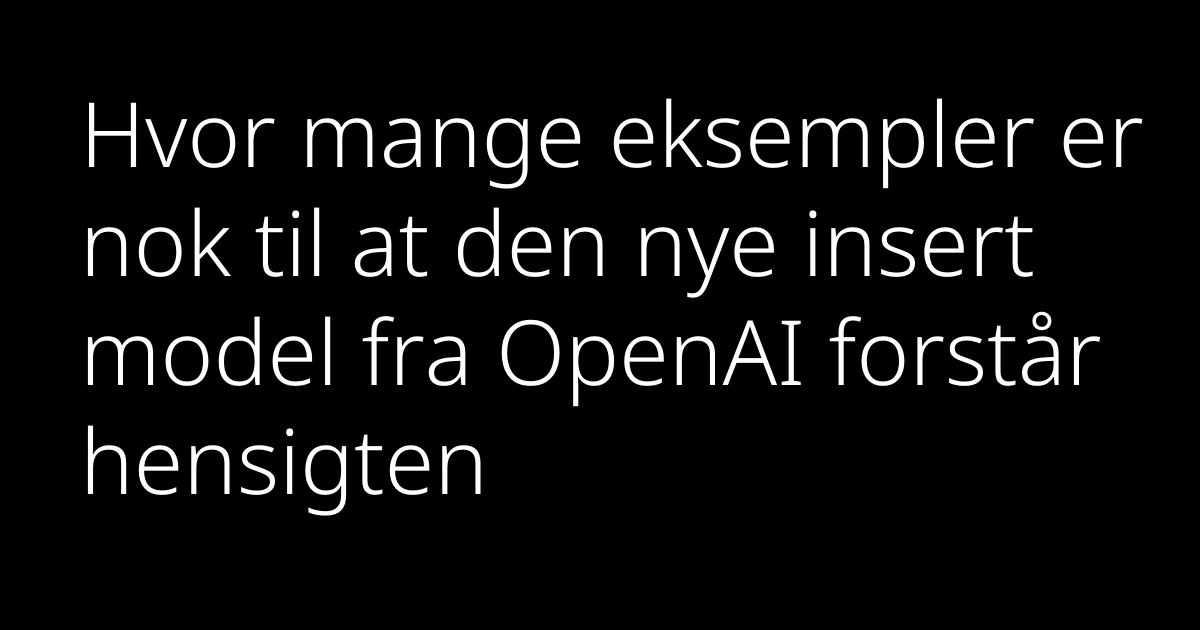 Hvor mange eksempler er
nok til at den nye insert
model fra OpenAI forstår
hensigten